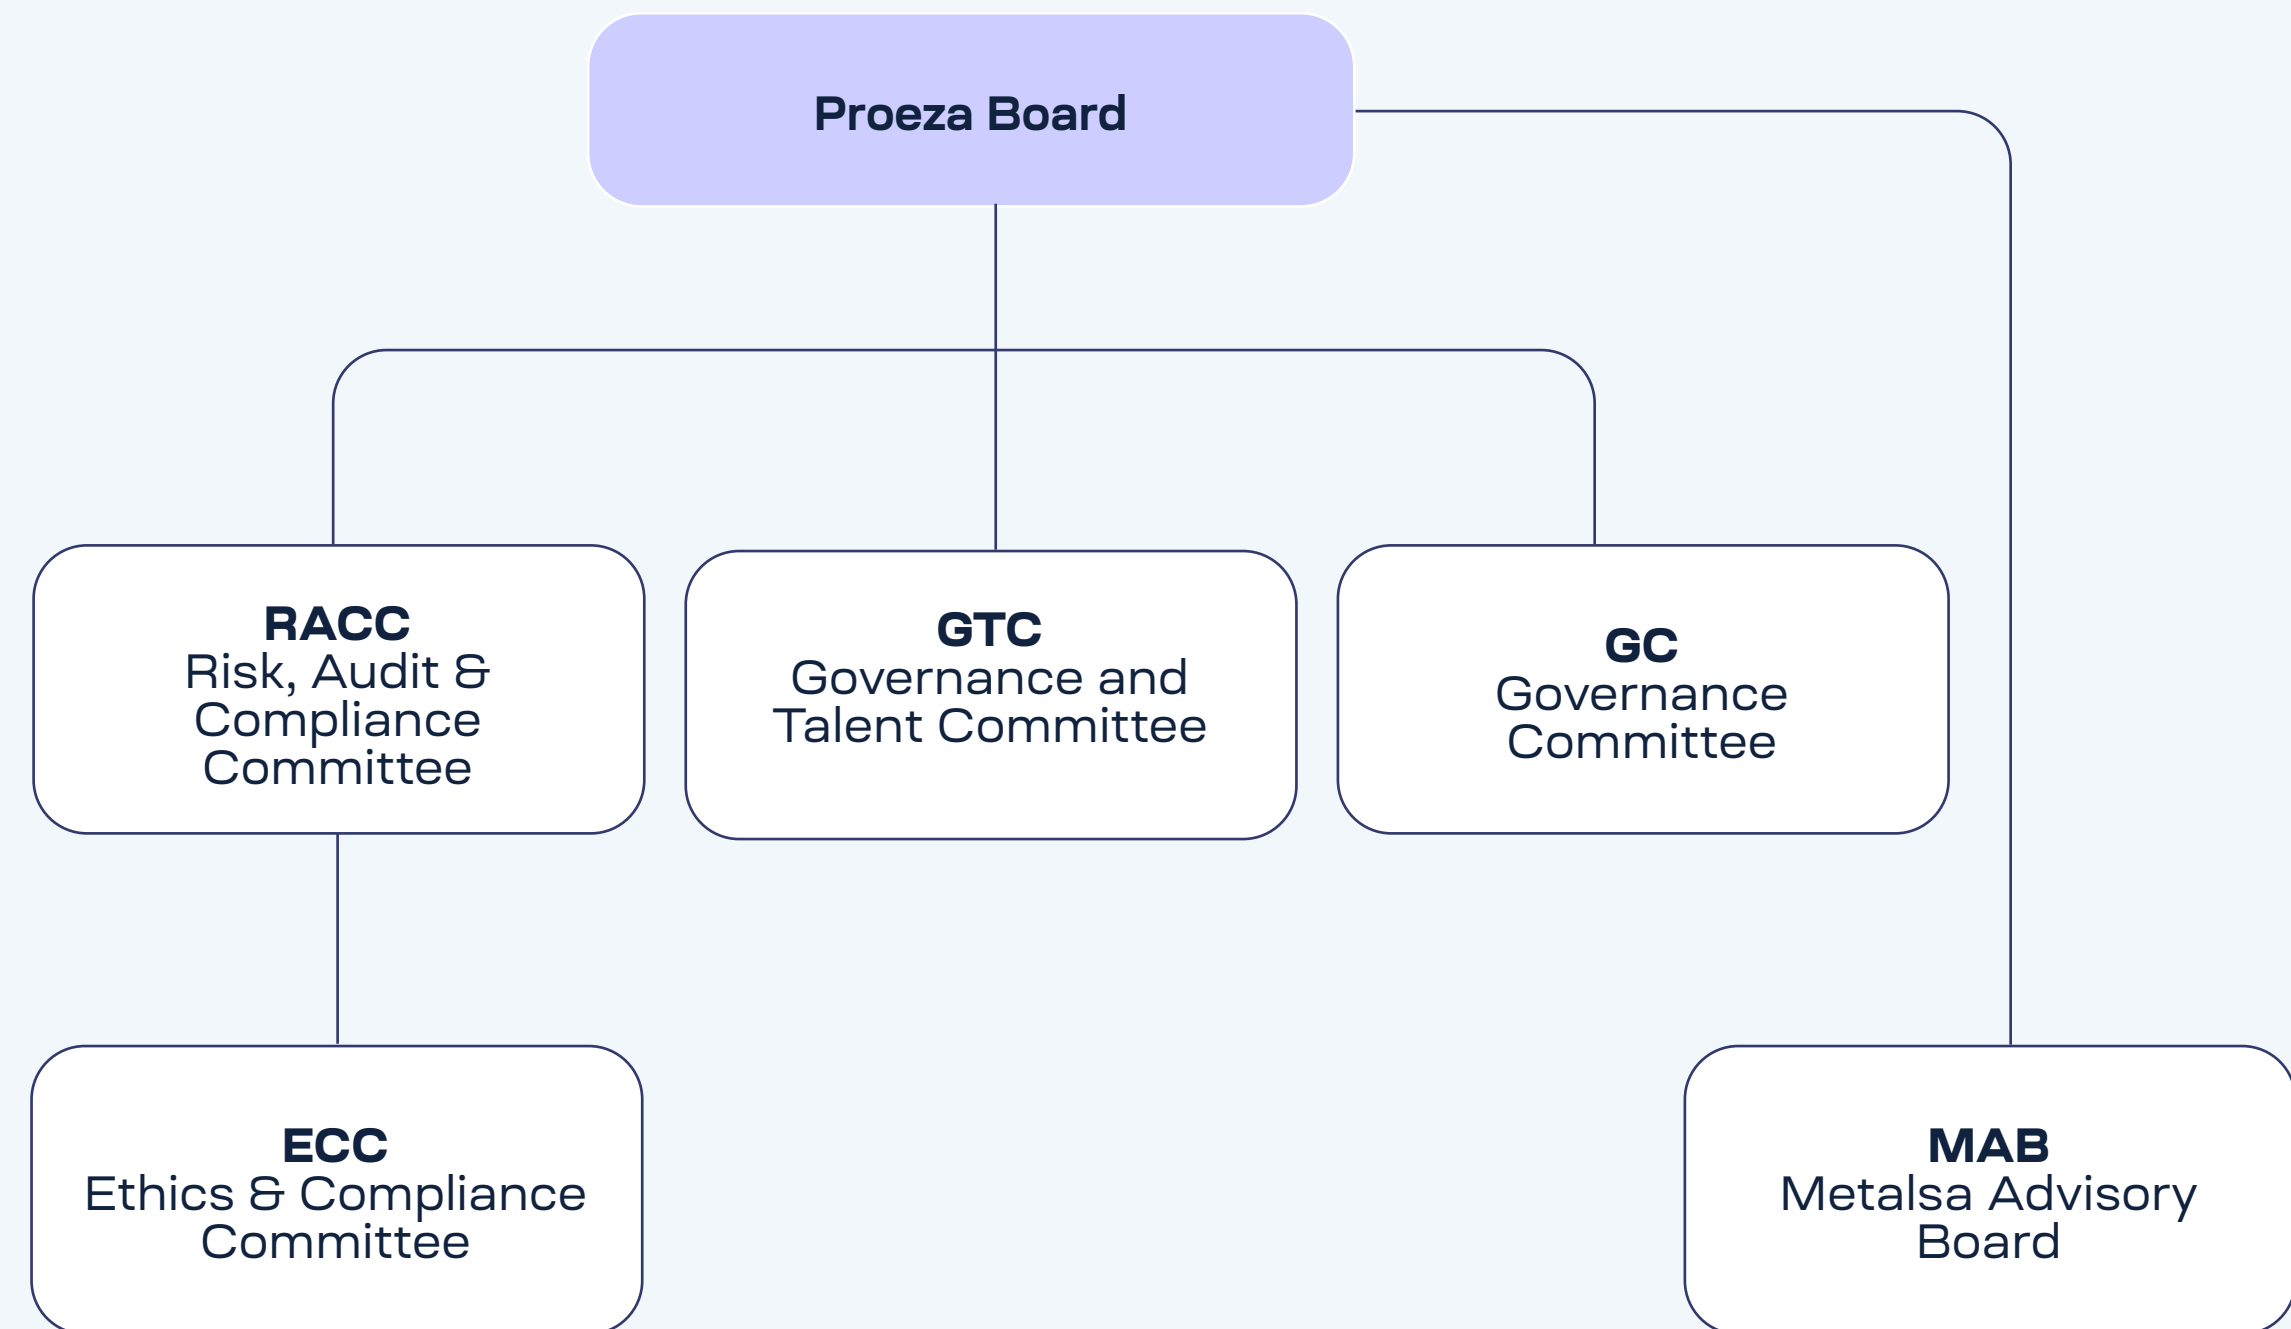 Proeza Board
RACC
Risk, Audit &
Compliance
Committee
GTC
Governance and
Talent Committee
GC
Governance
Committee
ECC
Ethics & Compliance
Committee
MAB
Metalsa Advisory
Board